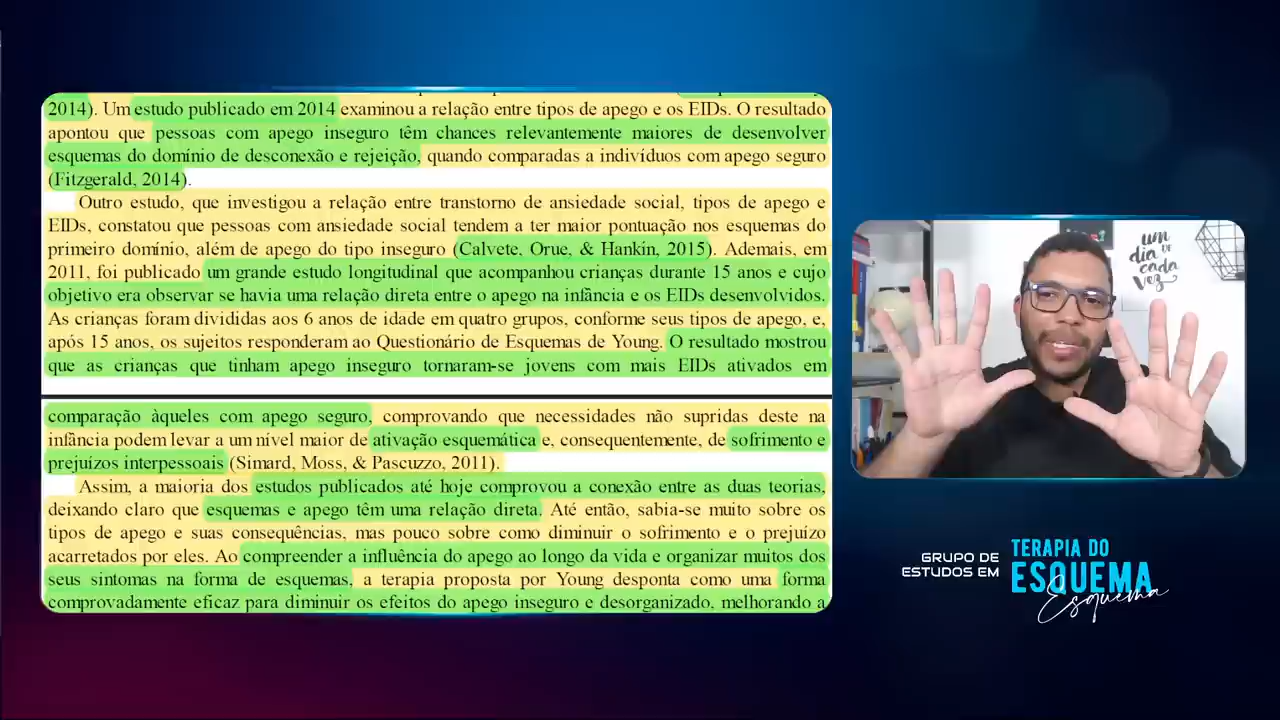 2014). Um estudo publicado em 2014 examinou a relação entre tipos de apego e os EIDs. O resultado
apontou que pessoas com apego inseguro têm chances relevantemente maiores de desenvolver
esquemas do domínio de desconexão e rejeição, quando comparadas a indivíduos com apego seguro
(Fitzgerald, 2014).
Outro estudo, que investigou a relação entre transtorno de ansiedade social, tipos de apego e
EIDs, constatou que pessoas com ansiedade social tendem a ter maior pontuação nos esquemas do
primeiro domínio, além de apego do tipo inseguro (Calvete, Orue, & Hankin, 2015). Ademais, em
2011, foi publicado um grande estudo longitudinal que acompanhou crianças durante 15 anos e cujo
objetivo era observar se havia uma relação direta entre o apego na infância e os EIDs desenvolvidos.
As crianças foram divididas aos 6 anos de idade em quatro grupos, conforme seus tipos de apego, e,
após 15 anos, os sujeitos responderam ao Questionário de Esquemas de Young. O resultado mostrou
que as crianças que tinham apego inseguro tornaram-se jovens com mais EIDs ativados em
comparação àqueles com apego seguro, comprovando que necessidades não supridas deste na
infância podem levar a um nível maior de ativação esquemática e, consequentemente, de sofrimento e
prejuízos interpessoais (Simard, Moss, & Pascuzzo, 2011).
Assim, a maioria dos estudos publicados até hoje comprovou a conexão entre as duas teorias,
deixando claro que esquemas e apego têm uma relação direta. Até então, sabia-se muito sobre os
tipos de apego e suas consequências, mas pouco sobre como diminuir o sofrimento e o prejuízo
acarretados por eles. Ao compreender a influência do apego ao longo da vida e organizar muitos dos
seus sintomas na forma de esquemas, a terapia proposta por Young desponta como uma forma
comprovadamente eficaz para diminuir os efeitos do apego inseguro e desorganizado, melhorando a
um
dia DE
cada
vez
GRUPO DE
ESTUDOS EM
TERAPIA DO
ESQUEMA
Esquema